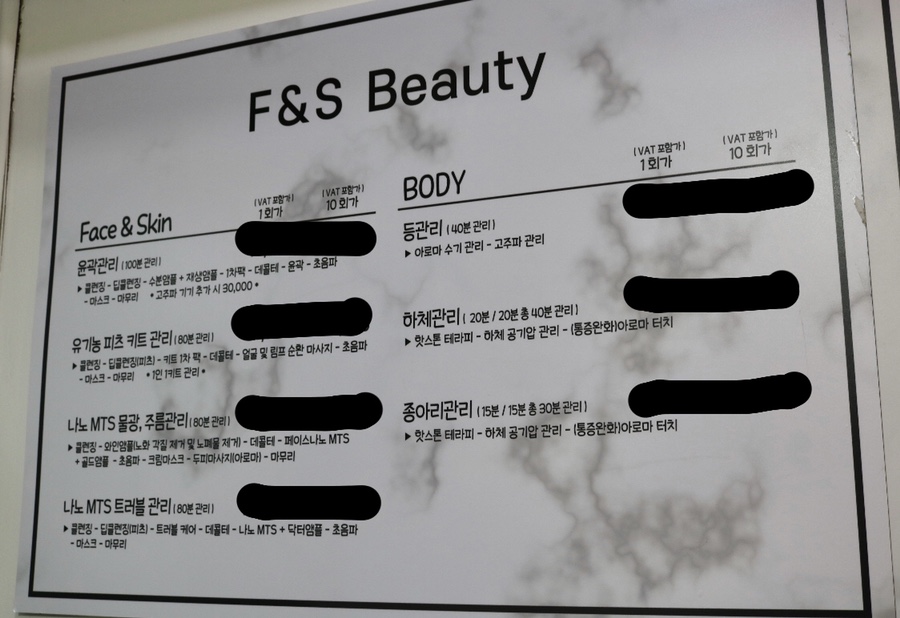 F&S Beauty
Face & Skin
(VAT 포함가) (VAT 포함가)
1회가 10회가
윤곽관리 (100분 관리)
▶ 클렌징 - 딥클렌징 - 수분앰플 + 재생앰플 - 1차팩 - 데콜테 - 윤곽 - 초음파
- 마스크 - 마무리 * 고주파 기기 추가 시 30,000 *
유기농 피츠 키트 관리 (80분 관리)
▶ 클렌징 - 딥클렌징(피츠) - 키트 1차 팩 - 데콜테 - 얼굴 및 림프 순환 마사지 - 초음파
- 마스크 - 마무리 * 1인 1키트 관리 *
나노 MTS 물광, 주름관리 (80분 관리)
▶ 클렌징 - 와인앰플(노화 각질 제거 및 노폐물 제거) - 데콜테 - 페이스나노 MTS
+ 골드앰플 - 초음파 - 크림마스크 - 두피마사지(아로마) - 마무리
나노 MTS 트러블 관리 (80분 관리)
▶ 클렌징 - 딥클렌징(피츠) - 트러블 케어 - 데콜테 - 나노 MTS + 닥터앰플 - 초음파
- 마스크 - 마무리
BODY
(VAT 포함가) (VAT 포함가)
1회가 10회가
등관리 (40분 관리)
▶ 아로마 수기 관리 - 고주파 관리
하체관리 ( 20분 / 20분 총 40분 관리)
▶ 핫스톤 테라피 - 하체 공기압 관리 - (통증완화)아로마 터치
종아리관리 (15분 / 15분 총 30분 관리)
▶ 핫스톤 테라피 - 하체 공기압 관리 - (통증완화)아로마 터치